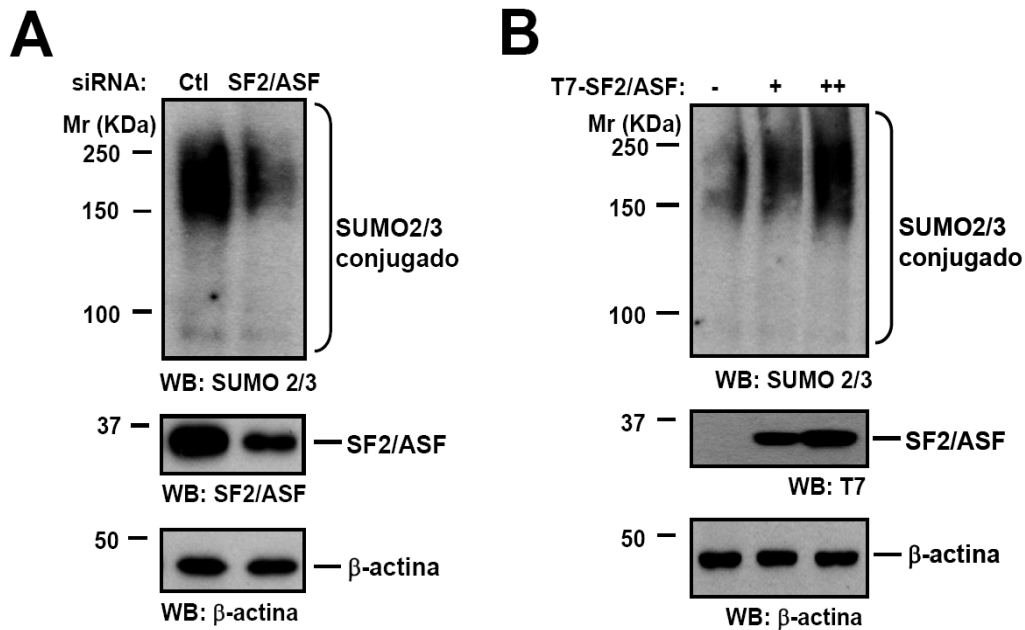 A
siRNA: Ctl SF2/ASF
Mr (KDa)
250
150
100
SUMO2/3
conjugado
WB: SUMO 2/3
37
SF2/ASF
WB: SF2/ASF
50
β-actina
WB: β-actina
B
T7-SF2/ASF: - + ++
Mr (KDa)
250
150
100
SUMO2/3
conjugado
WB: SUMO 2/3
37
SF2/ASF
WB: T7
50
β-actina
WB: β-actina